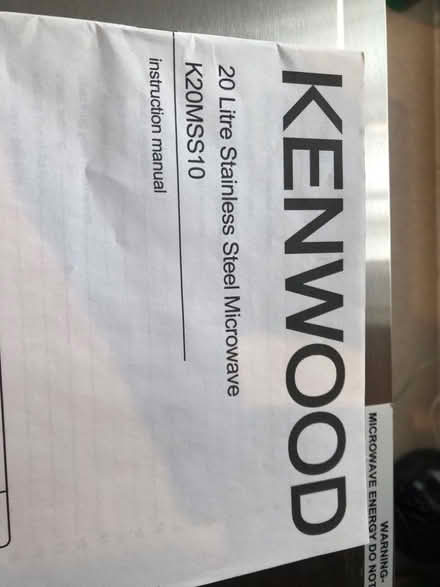 KENWOOD
20 Litre Stainless Steel Microwave
K20MSS10
instruction manual
WARNING-
MICROWAVE ENERGY DO NOT